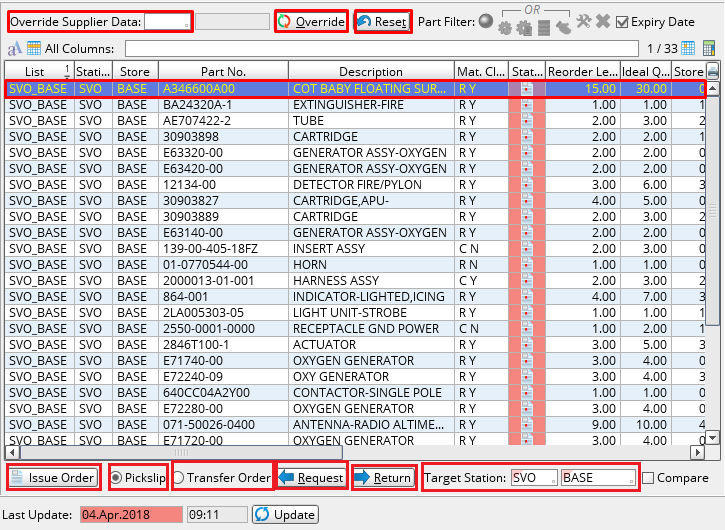 Override Supplier Data: Override Reset Part Filter: OR Expiry Date
All Columns: 1 / 33
List 1 Stati... Store Part No. Description Mat. Cl... Stat... Reorder Le... Ideal Q... Store
SVO_BASE SVO BASE A346600A00 COT BABY FLOATING SUR... R Y 15.00 30.00 0
SVO_BASE SVO BASE BA24320A-1 EXTINGUISHER-FIRE R Y 1.00 1.00 1
SVO_BASE SVO BASE AE707422-2 TUBE R Y 2.00 3.00 2
SVO_BASE SVO BASE 30903898 CARTRIDGE R Y 2.00 2.00 2
SVO_BASE SVO BASE E63320-00 GENERATOR ASSY-OXYGEN R Y 2.00 2.00 0
SVO_BASE SVO BASE E63420-00 GENERATOR ASSY-OXYGEN R Y 2.00 2.00 0
SVO_BASE SVO BASE 12134-00 DETECTOR FIRE/PYLON R Y 3.00 6.00 3
SVO_BASE SVO BASE 30903827 CARTRIDGE,APU- R Y 4.00 5.00 0
SVO_BASE SVO BASE 30903889 CARTRIDGE R Y 2.00 3.00 2
SVO_BASE SVO BASE E63140-00 GENERATOR ASSY-OXYGEN R Y 2.00 2.00 0
SVO_BASE SVO BASE 139-00-405-18FZ INSERT ASSY C N 2.00 3.00 0
SVO_BASE SVO BASE 01-0770544-00 HORN R N 1.00 1.00 0
SVO_BASE SVO BASE 2000013-01-001 HARNESS ASSY C Y 2.00 3.00 2
SVO_BASE SVO BASE 864-001 INDICATOR-LIGHTED,ICING R Y 4.00 7.00 3
SVO_BASE SVO BASE 2LA005303-05 LIGHT UNIT-STROBE R Y 1.00 1.00 2
SVO_BASE SVO BASE 2550-0001-0000 RECEPTACLE GND POWER C N 1.00 2.00 1
SVO_BASE SVO BASE 2846T100-1 ACTUATOR R Y 3.00 5.00 3
SVO_BASE SVO BASE E71740-00 OXYGEN GENERATOR R Y 3.00 4.00 0
SVO_BASE SVO BASE E72240-09 OXY GENERATOR R Y 3.00 4.00 3
SVO_BASE SVO BASE 640CC04A2Y00 CONTACTOR-SINGLE POLE R Y 1.00 1.00 0
SVO_BASE SVO BASE E72280-00 OXYGEN GENERATOR R Y 3.00 4.00 0
SVO_BASE SVO BASE 071-50026-0400 ANTENNA-RADIO ALTIME... R Y 9.00 10.00 4
SVO_BASE SVO BASE E71720-00 OXYGEN GENERATOR R Y 3.00 4.00 0
Issue Order Pickslip Transfer Order Request Return Target Station: SVO BASE Compare
Last Update: 04.Apr.2018 09:11 Update